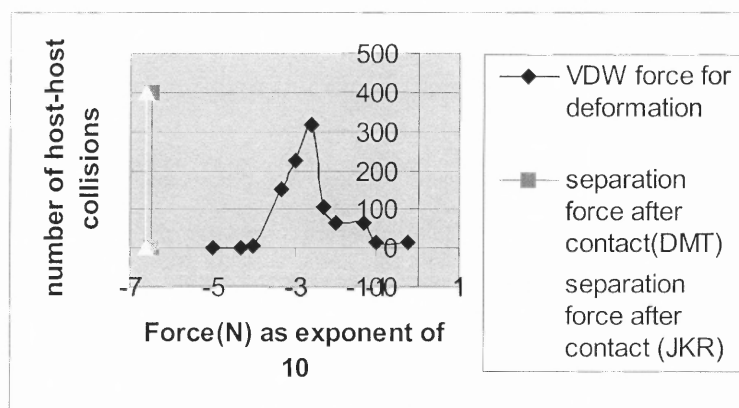 number of host-host
collisions
500
400
300
200
100
0
-100
-7
-5
-3
-1
1
Force(N) as exponent of
10
VDW force for
deformation
separation
force after
contact(DMT)
separation
force after
contact (JKR)